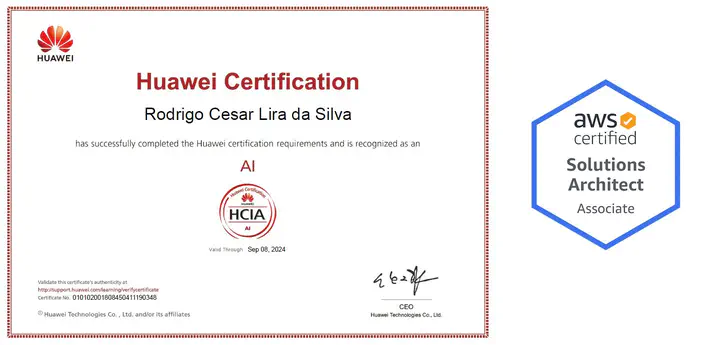 HUAWEI
Huawei Certification
Rodrigo Cesar Lira da Silva
has successfully completed the Huawei certification requirements and is recognized as an
AI
Huawei Certification
HUAWEI
HCIA
AI
Valid Through Sep 08, 2024
Validate this certificate's authenticity at:
http://support.huawei.com/learning/verifycertificate
Certificate No. 010102001808450411190348
© Huawei Technologies Co. , Ltd. and/or its affiliates
CEO
Huawei Technologies Co., Ltd.
aws
certified
Solutions
Architect
Associate